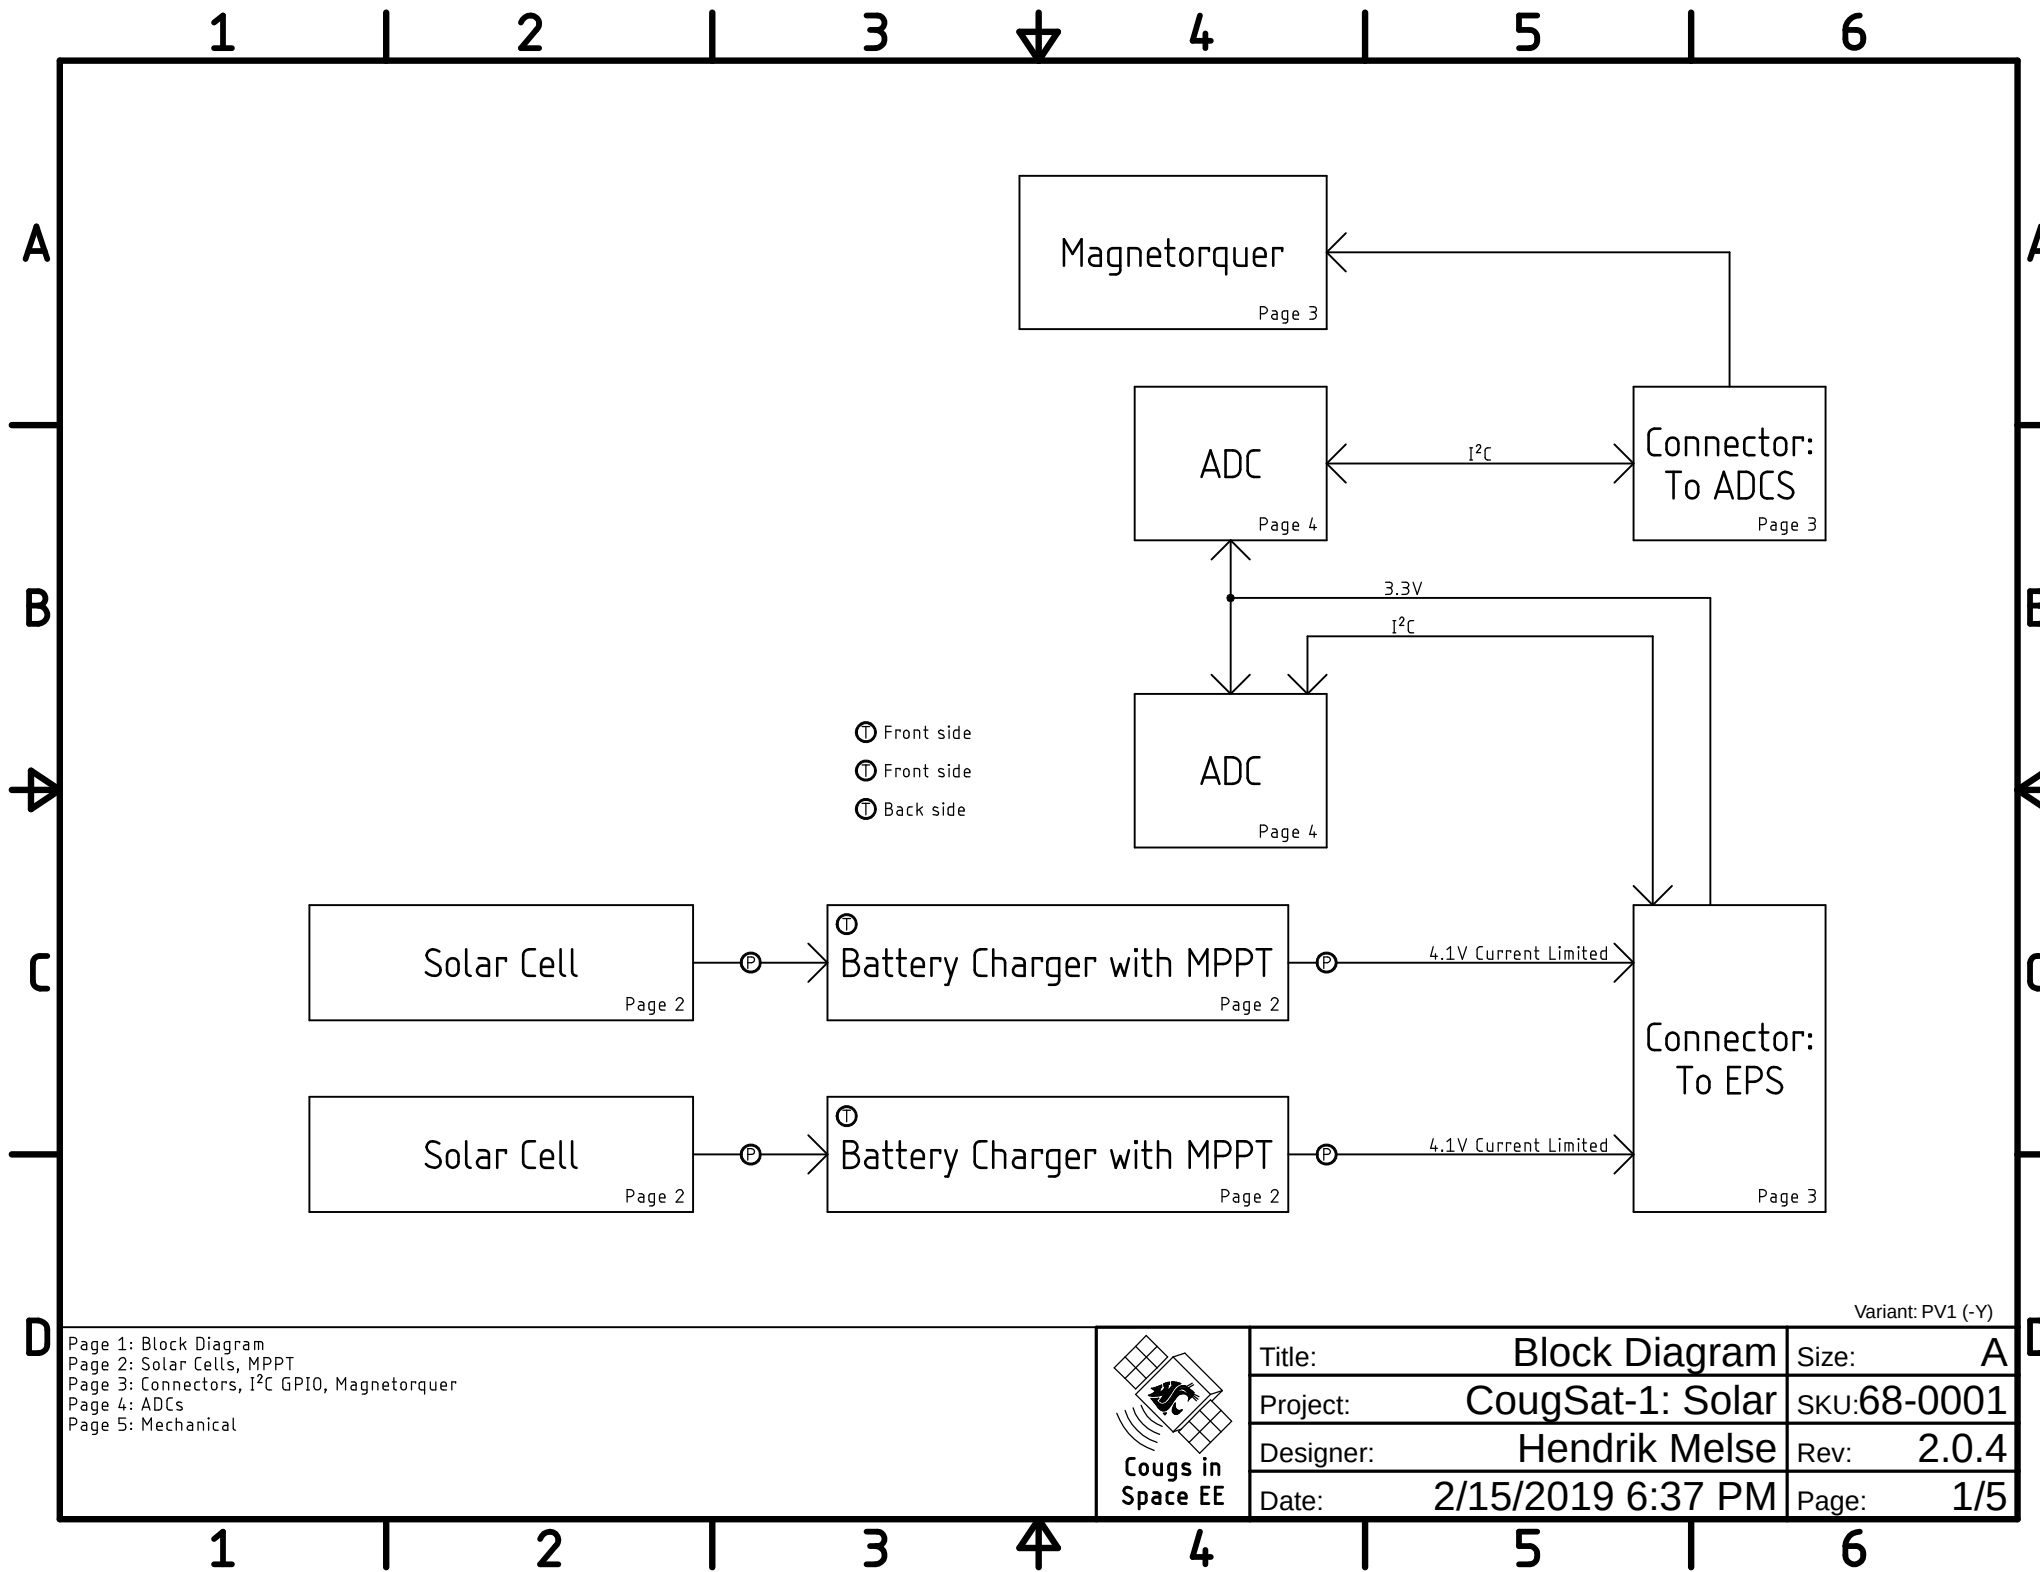 1 2 3 4 5 6
A A
Magnetorquer
Page 3
ADC
Page 4
I²C
Connector:
To ADCS
Page 3
B B
3.3V
I²C
T Front side
T Front side
T Back side
ADC
Page 4
C C
Solar Cell
Page 2
P
T
Battery Charger with MPPT
Page 2
P
4.1V Current Limited
Connector:
To EPS
Page 3
Solar Cell
Page 2
P
T
Battery Charger with MPPT
Page 2
P
4.1V Current Limited
Variant: PV1 (-Y)
D D
Page 1: Block Diagram
Page 2: Solar Cells, MPPT
Page 3: Connectors, I²C GPIO, Magnetorquer
Page 4: ADCs
Page 5: Mechanical
Cougs in
Space EE
Title: Block Diagram Size: A
Project: CougSat-1: Solar SKU:68-0001
Designer: Hendrik Melse Rev: 2.0.4
Date: 2/15/2019 6:37 PM Page: 1/5
1 2 3 4 5 6